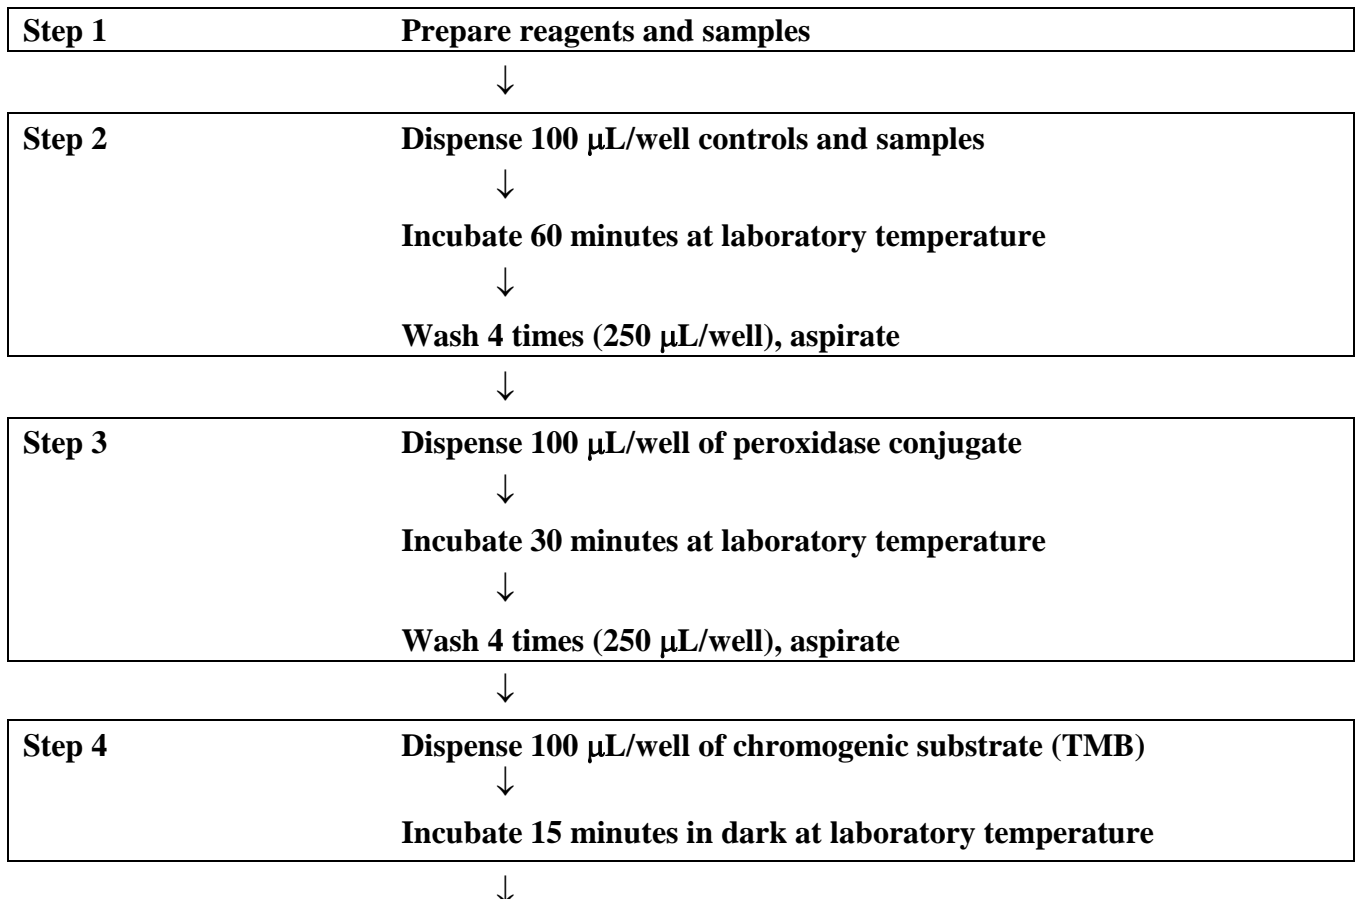 Step 1 Prepare reagents and samples
↓
Step 2 Dispense 100 μL/well controls and samples
↓
Incubate 60 minutes at laboratory temperature
↓
Wash 4 times (250 μL/well), aspirate
↓
Step 3 Dispense 100 μL/well of peroxidase conjugate
↓
Incubate 30 minutes at laboratory temperature
↓
Wash 4 times (250 μL/well), aspirate
↓
Step 4 Dispense 100 μL/well of chromogenic substrate (TMB)
↓
Incubate 15 minutes in dark at laboratory temperature
↓